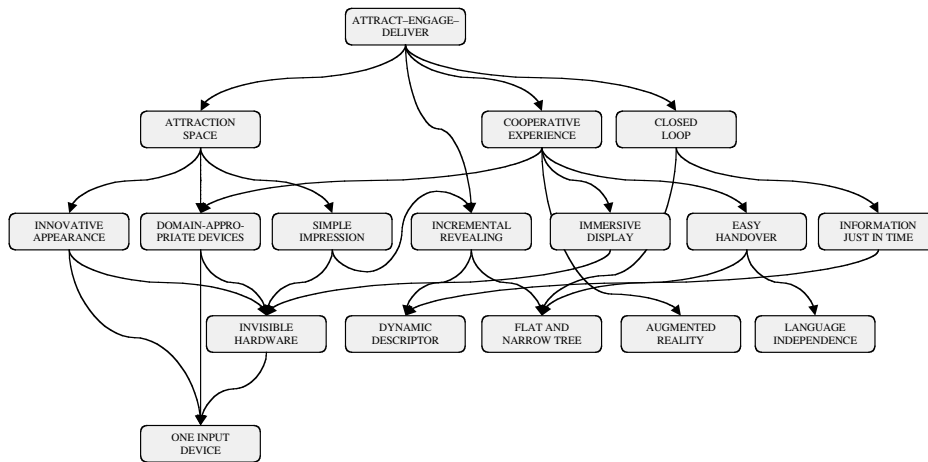 ATTRACT–ENGAGE–
DELIVER
ATTRACTION
SPACE
COOPERATIVE
EXPERIENCE
CLOSED
LOOP
INNOVATIVE
APPEARANCE
DOMAIN-APPRO-
PRIATE DEVICES
SIMPLE
IMPRESSION
INCREMENTAL
REVEALING
IMMERSIVE
DISPLAY
EASY
HANDOVER
INFORMATION
JUST IN TIME
INVISIBLE
HARDWARE
DYNAMIC
DESCRIPTOR
FLAT AND
NARROW TREE
AUGMENTED
REALITY
LANGUAGE
INDEPENDENCE
ONE INPUT
DEVICE